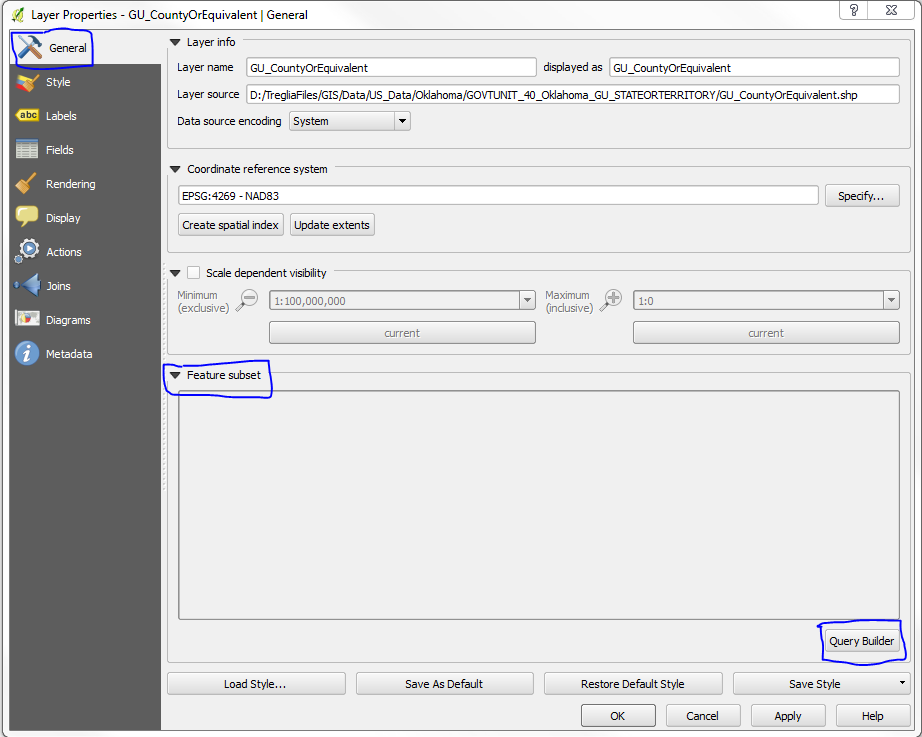 Layer Properties - GU_CountyOrEquivalent | General
?
General
Style
abc
Labels
Fields
Rendering
Display
Actions
Joins
Diagrams
i
Metadata
Layer info
Layer name GU_CountyOrEquivalent displayed as GU_CountyOrEquivalent
Layer source D:/TregliaFiles/GIS/Data/US_Data/Oklahoma/GOVTUNIT_40_Oklahoma_GU_STATEORTERRITORY/GU_CountyOrEquivalent.shp
Data source encoding System
Coordinate reference system
EPSG:4269 - NAD83 Specify...
Create spatial index Update extents
Scale dependent visibility
Minimum (exclusive) 1:100,000,000 Maximum (inclusive) 1:0
current current
Feature subset
Query Builder
Load Style... Save As Default Restore Default Style Save Style
OK Cancel Apply Help